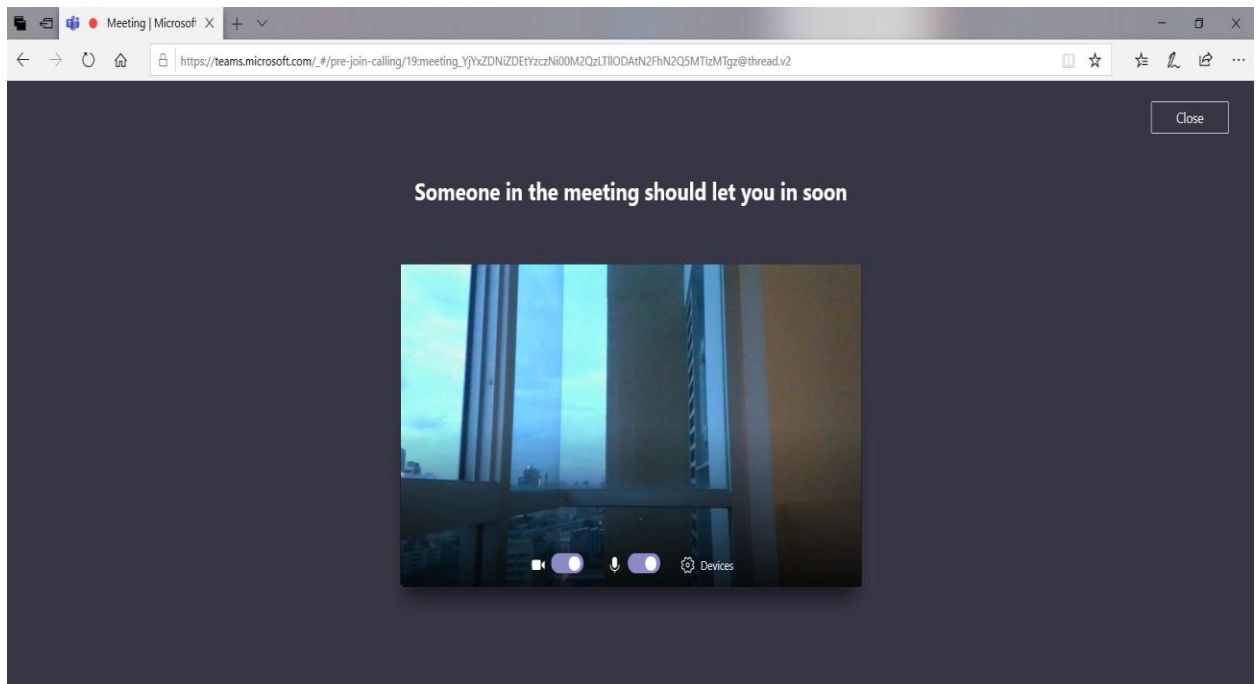 Meeting | Microsof
https://teams.microsoft.com/_#/pre-join-calling/19:meeting_YjYxZDNiZDEtYzczNi00M2QzLTllODAtN2FhN2Q5MTIzMTgz@thread.v2
Close
Someone in the meeting should let you in soon
Devices